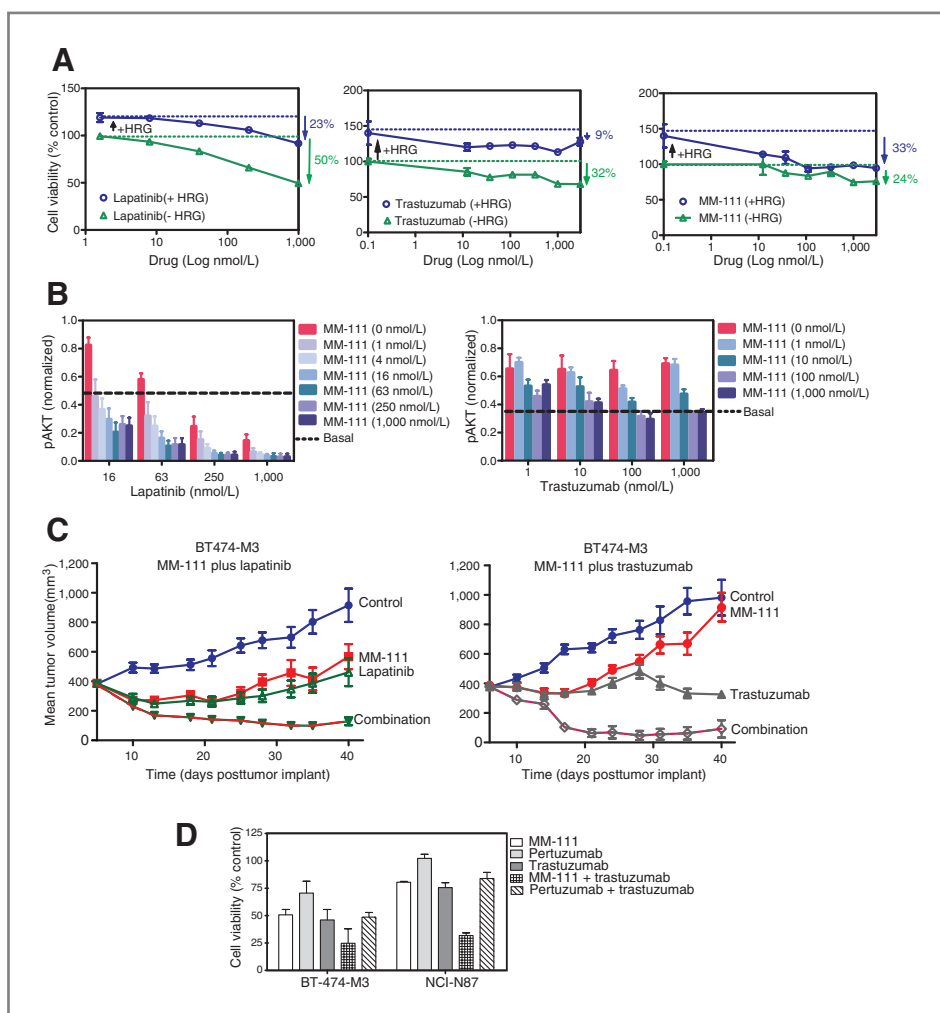 A
Cell viability (% control)
150
100
50
0
+HRG
23%
50%
Lapatinib(+ HRG)
Lapatinib(- HRG)
1
10
100
1,000
Drug (Log nmol/L)
200
150
100
50
0
+HRG
9%
32%
Trastuzumab (+HRG)
Trastuzumab (-HRG)
0.1
1
10
100
1,000
Drug (Log nmol/L)
200
150
100
50
0
+HRG
33%
24%
MM-111 (+HRG)
MM-111 (-HRG)
0.1
1
10
100
1,000
Drug (Log nmol/L)
B
pAKT (normalized)
1.0
0.8
0.6
0.4
0.2
0.0
16
63
250
1,000
Lapatinib (nmol/L)
MM-111 (0 nmol/L)
MM-111 (1 nmol/L)
MM-111 (4 nmol/L)
MM-111 (16 nmol/L)
MM-111 (63 nmol/L)
MM-111 (250 nmol/L)
MM-111 (1,000 nmol/L)
Basal
pAKT (normalized)
1.0
0.8
0.6
0.4
0.2
0.0
1
10
100
1,000
Trastuzumab (nmol/L)
MM-111 (0 nmol/L)
MM-111 (1 nmol/L)
MM-111 (10 nmol/L)
MM-111 (100 nmol/L)
MM-111 (1,000 nmol/L)
Basal
C
BT474-M3
MM-111 plus lapatinib
Mean tumor volume(mm³)
1,200
1,000
800
600
400
200
0
Control
MM-111
Lapatinib
Combination
10
20
30
40
Time (days posttumor implant)
BT474-M3
MM-111 plus trastuzumab
1,200
1,000
800
600
400
200
0
Control
MM-111
Trastuzumab
Combination
10
20
30
40
Time (days posttumor implant)
D
Cell viability (% control)
125
100
75
50
25
0
BT-474-M3
NCI-N87
MM-111
Pertuzumab
Trastuzumab
MM-111 + trastuzumab
Pertuzumab + trastuzumab